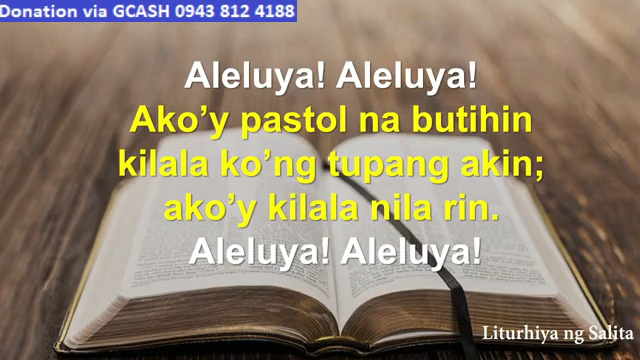 Donation via GCASH 0943 812 4188
Aleluya! Aleluya!
Ako’y pastol na butihin
kilala ko’ng tupang akin;
ako’y kilala nila rin.
Aleluya! Aleluya!
Liturhiya ng Salita